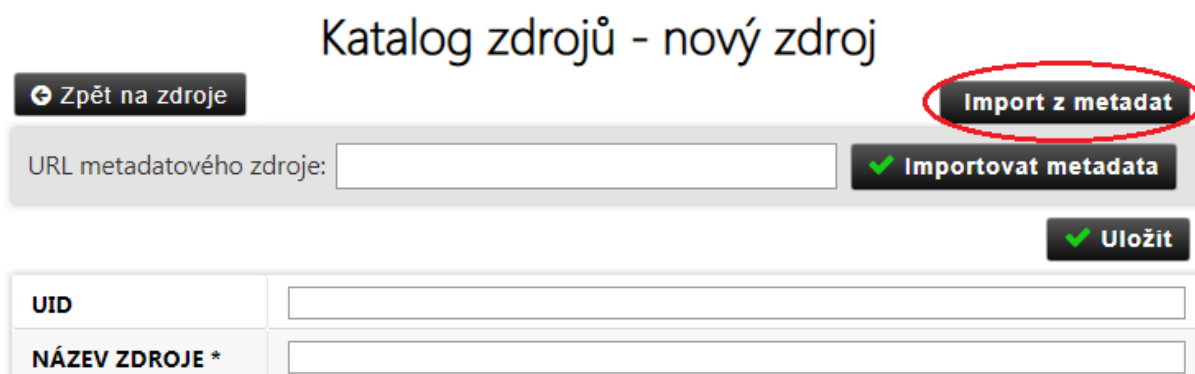 Katalog zdrojů - nový zdroj
Zpět na zdroje
Import z metadat
URL metadatového zdroje:
Importovat metadata
Uložit
UID
NÁZEV ZDROJE *